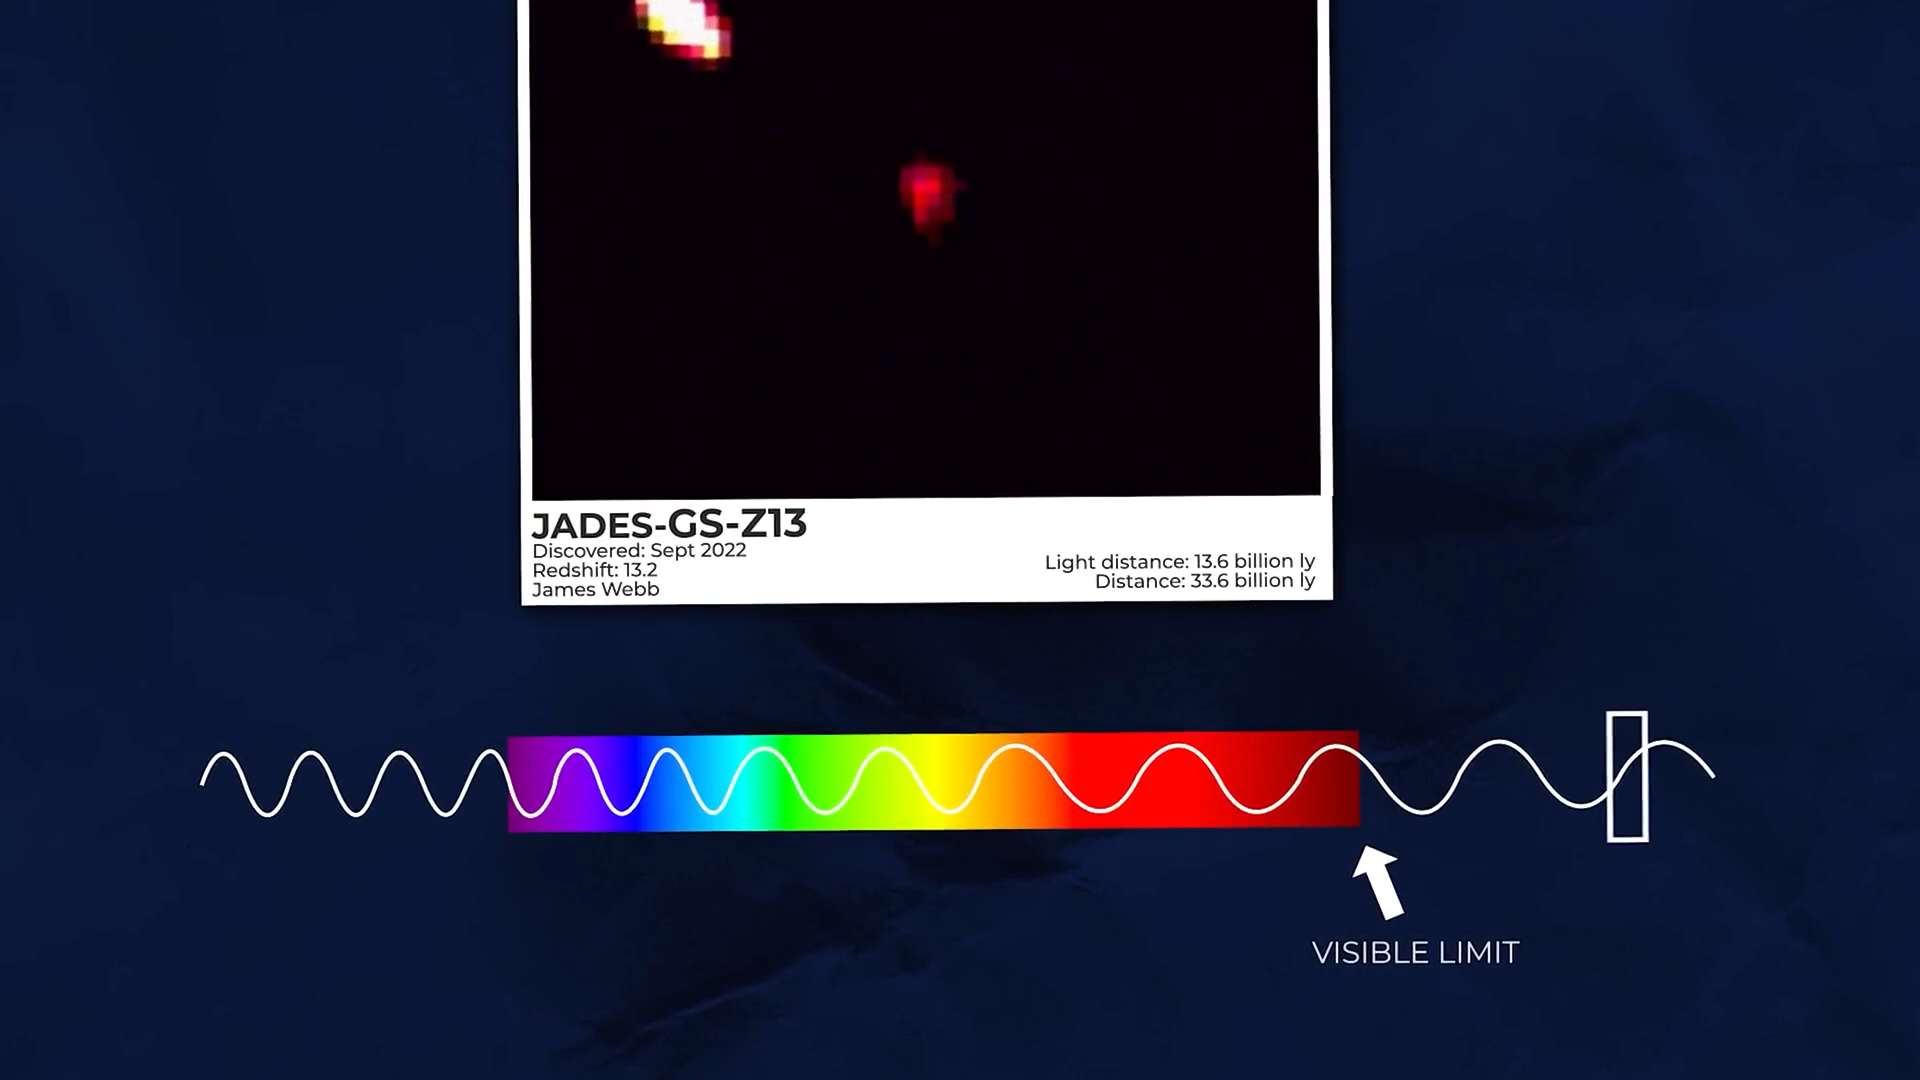 JADES-GS-Z13
Discovered: Sept 2022
Redshift: 13.2
James Webb
Light distance: 13.6 billion ly
Distance: 33.6 billion ly
VISIBLE LIMIT